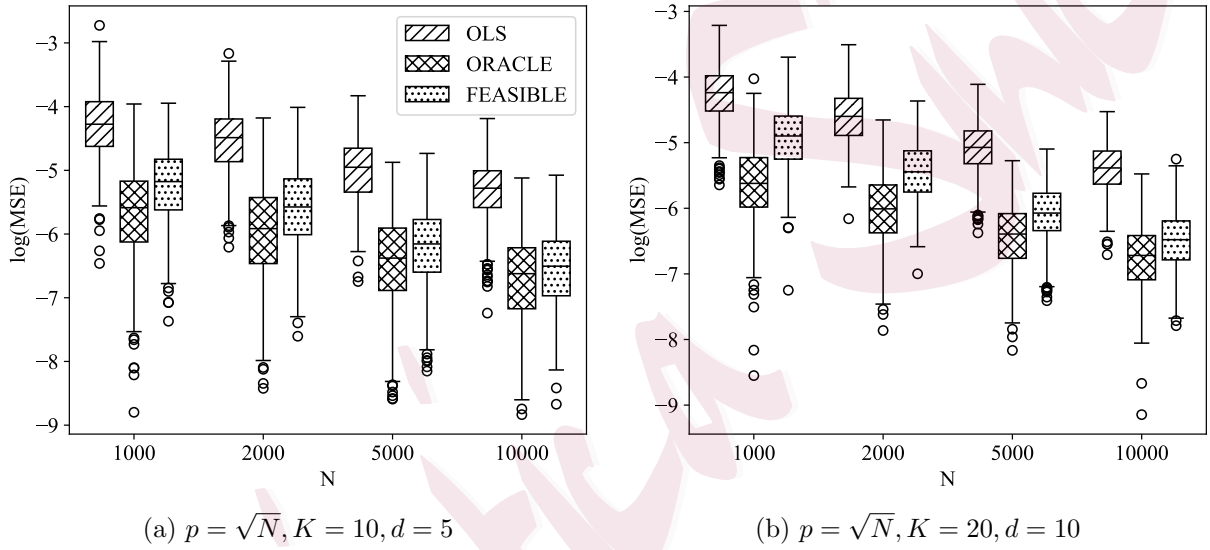 −3
−4
−5
−6
−7
−8
−9
log(MSE)
OLS
ORACLE
FEASIBLE
1000 2000 5000 10000
N
(a) p = √N, K = 10, d = 5
−3
−4
−5
−6
−7
−8
−9
log(MSE)
1000 2000 5000 10000
N
(b) p = √N, K = 20, d = 10